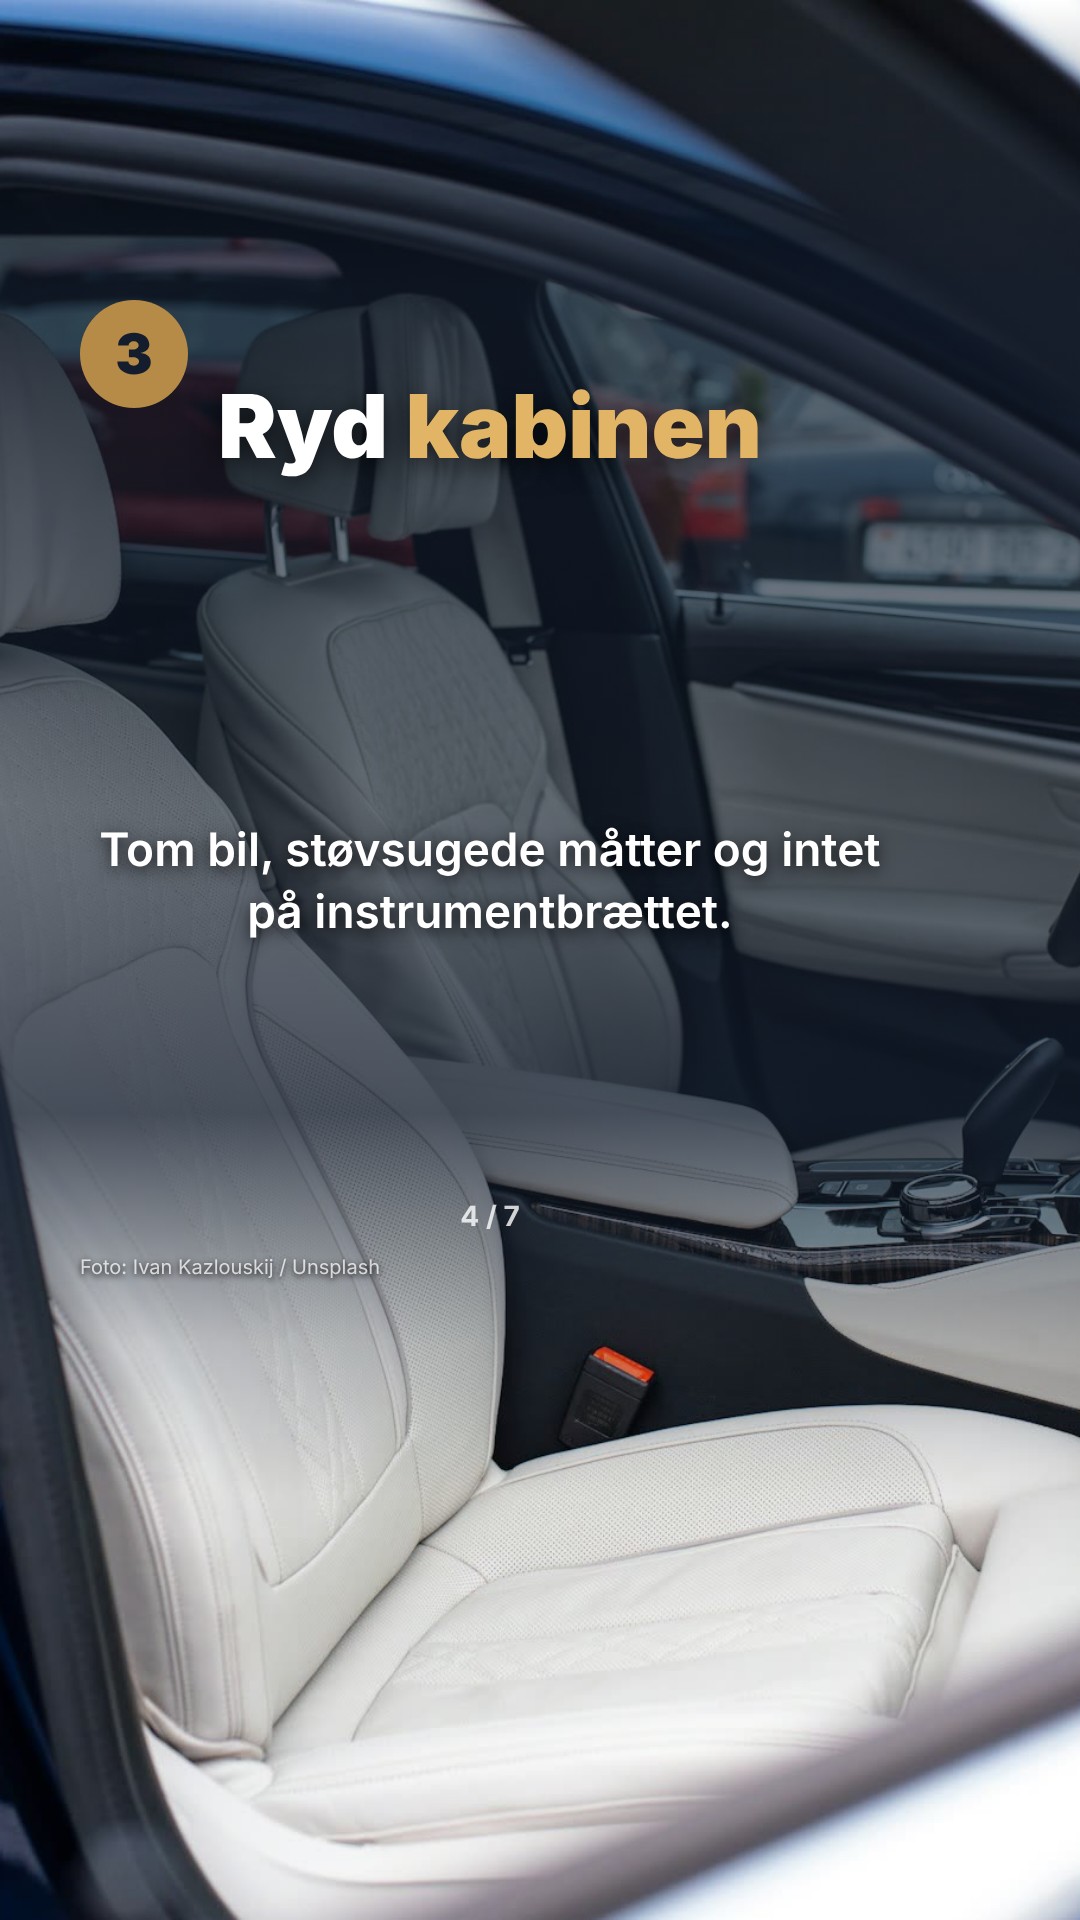 3
Ryd kabinen
Tom bil, støvsugede måtter og intet
på instrumentbrættet.
4 / 7
Foto: Ivan Kazlouskij / Unsplash